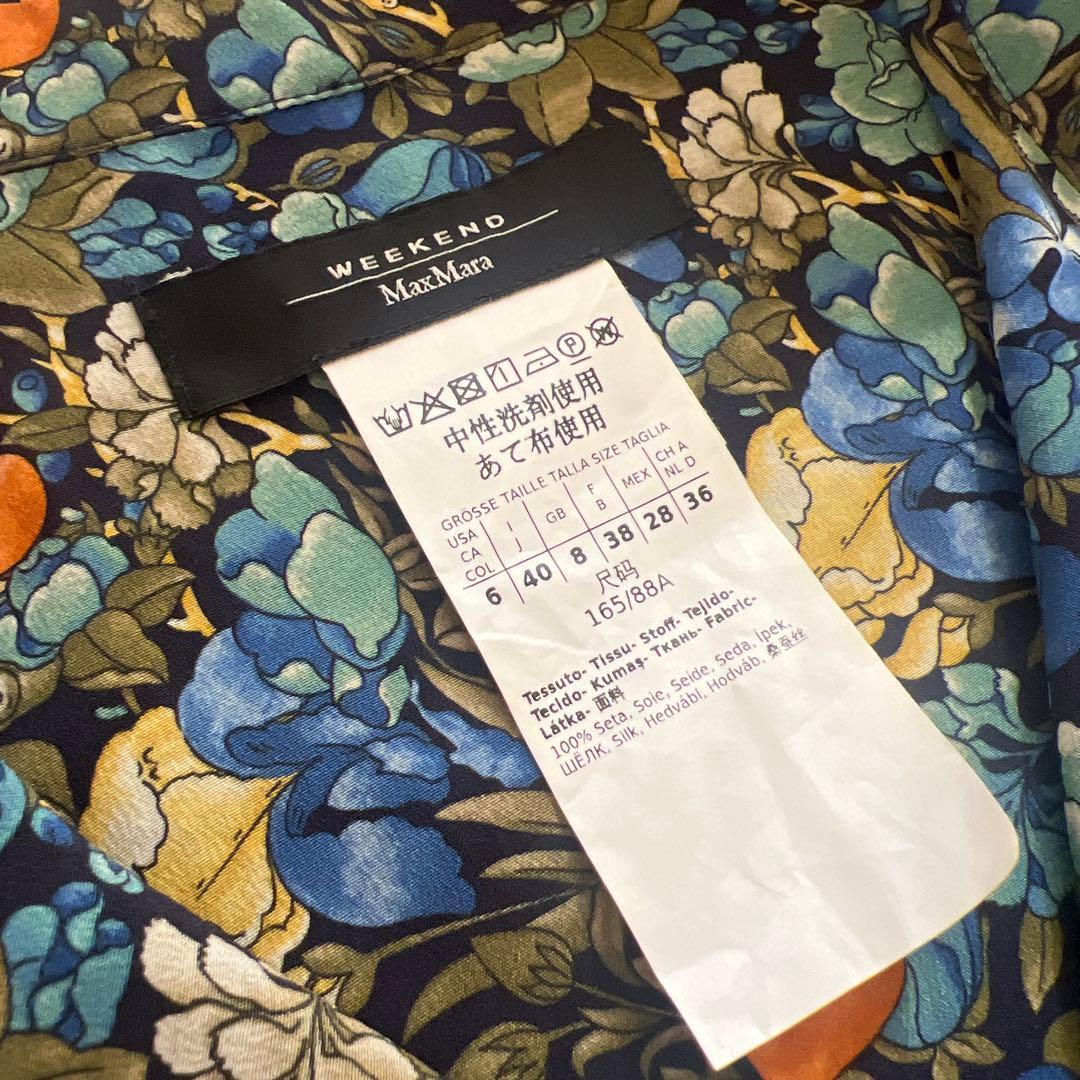 WEEKEND
MaxMara
中性洗剤使用
あて布使用
GRÖSSE TAILLE TALLA SIZE TAGLIA
USA CA COL
I J
GB
F B
MEX
CH A NL D
6 40 8 38 28 36
尺码
165/88A
Tessuto- Tissu- Stoff- Tejido-
Tecido- Kumaş- Ткань- Fabric-
Látka- 面料
100% Seta, Soie, Seide, Seda, İpek,
ШЁЛК, Silk, Hedvábí, Hodváb, 桑蚕丝